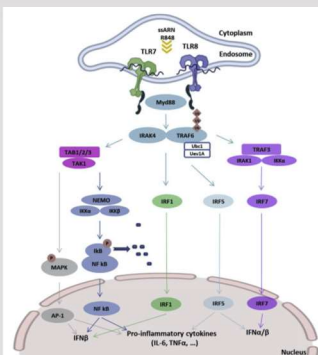 Cytoplasm
ssARN
R848
TLR7
TLR8
Endosome
Myd88
IRAK4
TRAF6
Ubc1
Uev1A
TAB1/2/3
TAK1
TRAF3
IRAK1
IKKα
NEMO
IKKα
IKKβ
IRF1
IRF5
IRF7
P
IkB
NF kB
P
MAPK
AP-1
NF kB
IRF1
IRF5
IRF7
IFNβ
Pro-inflammatory cytokines
(IL-6, TNFα, ...)
IFNα/β
Nucleus